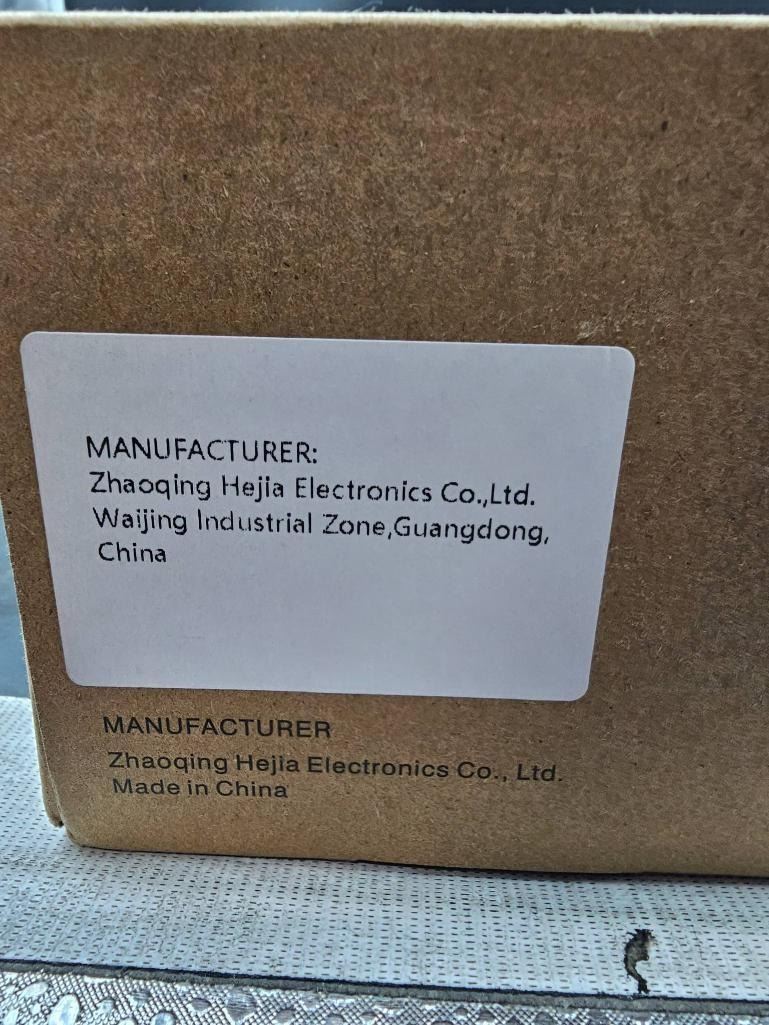 MANUFACTURER:
Zhaoqing Hejia Electronics Co.,Ltd.
Waijing Industrial Zone,Guangdong,
China
MANUFACTURER
Zhaoqing Hejia Electronics Co., Ltd.
Made in China